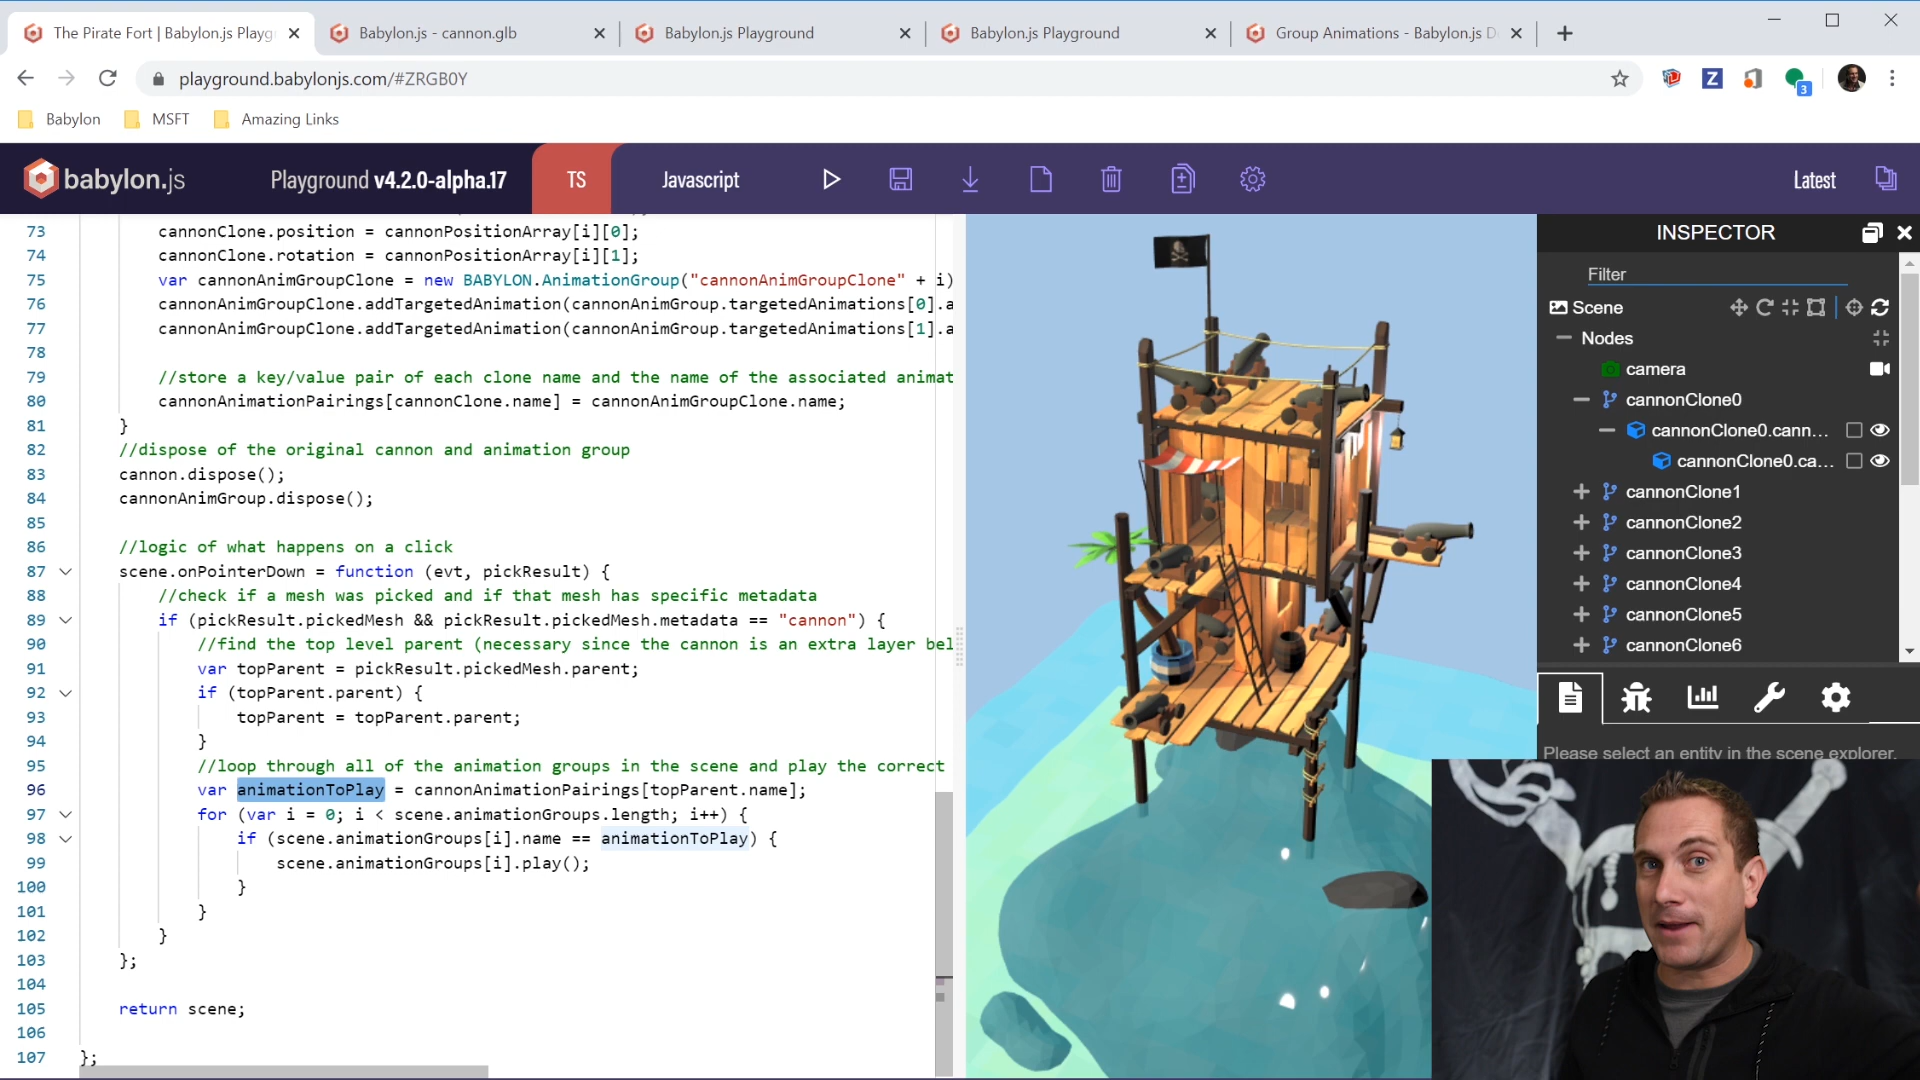 The Pirate Fort | Babylon.js Playg
Babylon.js - cannon.glb
Babylon.js Playground
Babylon.js Playground
Group Animations - Babylon.js D
playground.babylonjs.com/#ZRGB0Y
Z
3
Babylon
MSFT
Amazing Links
babylon.js
Playground v4.2.0-alpha.17
TS
Javascript
Latest
73 cannonClone.position = cannonPositionArray[i][0];
74 cannonClone.rotation = cannonPositionArray[i][1];
75 var cannonAnimGroupClone = new BABYLON.AnimationGroup("cannonAnimGroupClone" + i)
76 cannonAnimGroupClone.addTargetedAnimation(cannonAnimGroup.targetedAnimations[0].a
77 cannonAnimGroupClone.addTargetedAnimation(cannonAnimGroup.targetedAnimations[1].a
78
79 //store a key/value pair of each clone name and the name of the associated animat
80 cannonAnimationPairings[cannonClone.name] = cannonAnimGroupClone.name;
81 }
82 //dispose of the original cannon and animation group
83 cannon.dispose();
84 cannonAnimGroup.dispose();
85
86 //logic of what happens on a click
87 scene.onPointerDown = function (evt, pickResult) {
88 //check if a mesh was picked and if that mesh has specific metadata
89 if (pickResult.pickedMesh && pickResult.pickedMesh.metadata == "cannon") {
90 //find the top level parent (necessary since the cannon is an extra layer bel
91 var topParent = pickResult.pickedMesh.parent;
92 if (topParent.parent) {
93 topParent = topParent.parent;
94 }
95 //loop through all of the animation groups in the scene and play the correct
96 var animationToPlay = cannonAnimationPairings[topParent.name];
97 for (var i = 0; i < scene.animationGroups.length; i++) {
98 if (scene.animationGroups[i].name == animationToPlay) {
99 scene.animationGroups[i].play();
100 }
101 }
102 }
103 };
104
105 return scene;
106
107 };
INSPECTOR
Filter
Scene
Nodes
camera
cannonClone0
cannonClone0.cann...
cannonClone0.ca...
cannonClone1
cannonClone2
cannonClone3
cannonClone4
cannonClone5
cannonClone6
Please select an entity in the scene explorer.